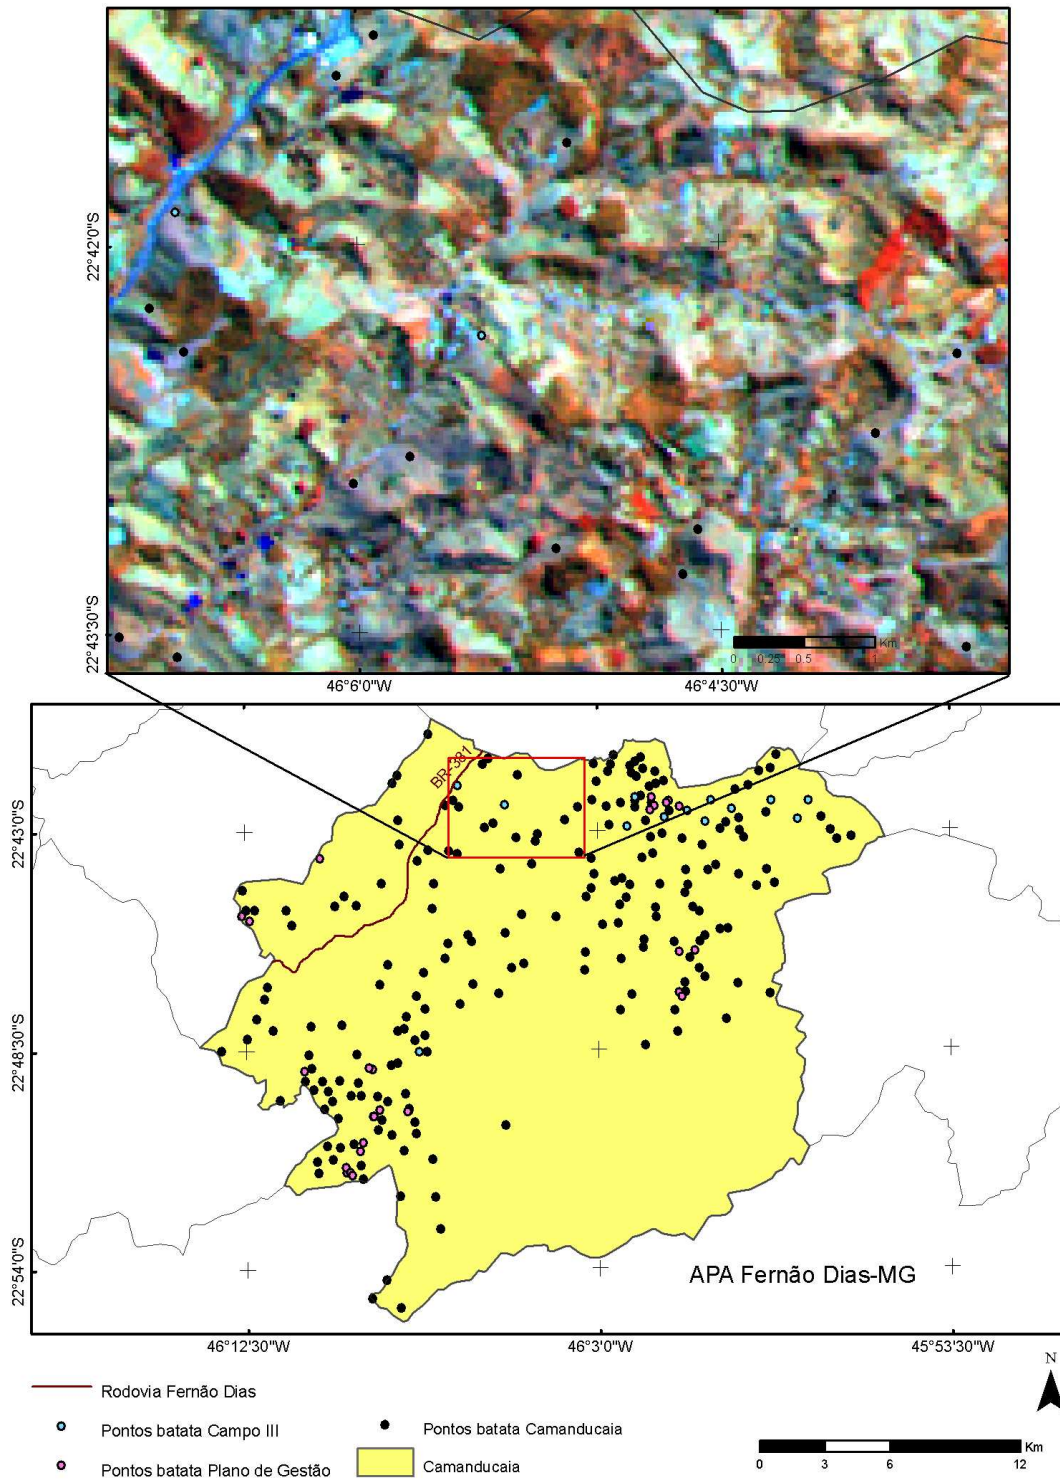 22°42'0"S
22°43'30"S
Km
0 0.25 0.5 1
46°6'0"W 46°4'30"W
BR-381
22°43'0"S
22°48'30"S
22°54'0"S
APA Fernão Dias-MG
46°12'30"W 46°3'0"W 45°53'30"W
N
Rodovia Fernão Dias
Pontos batata Campo III
Pontos batata Camanducaia
Pontos batata Plano de Gestão
Camanducaia
Km
0 3 6 12